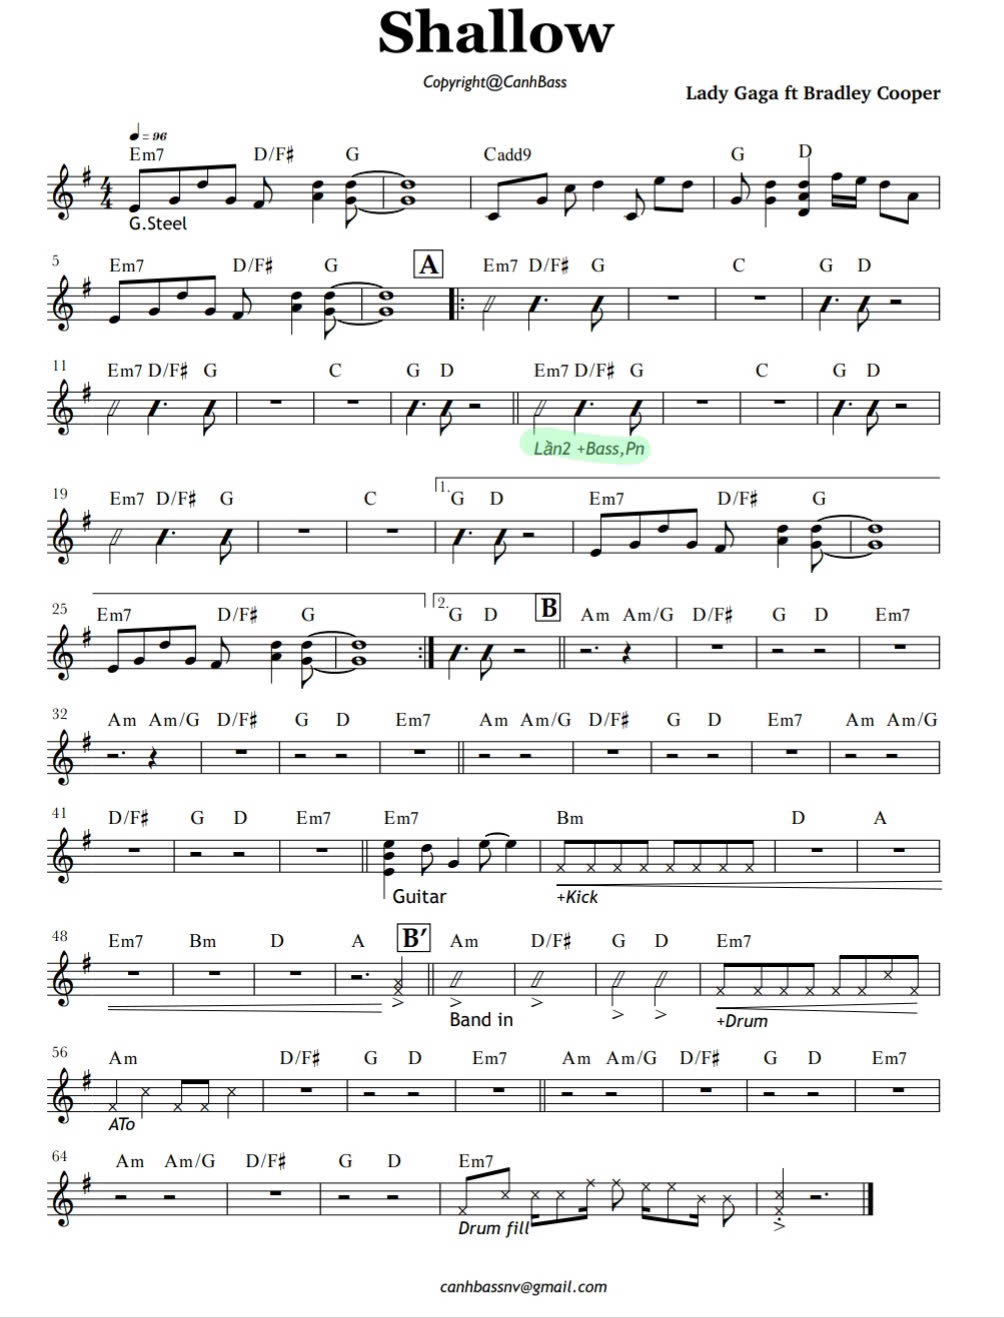 Shallow
Copyright@CanhBass
Lady Gaga ft Bradley Cooper
♩ = 96
Em7 D/F♯ G Cadd9 G D
4
4
G.Steel
5 Em7 D/F♯ G A Em7 D/F♯ G C G D
11 Em7 D/F♯ G C G D Em7 D/F♯ G C G D
Lần2 +Bass,Pn
19 Em7 D/F♯ G C 1. G D Em7 D/F♯ G
25 Em7 D/F♯ G 2. G D B Am Am/G D/F♯ G D Em7
32 Am Am/G D/F♯ G D Em7 Am Am/G D/F♯ G D Em7 Am Am/G
41 D/F♯ G D Em7 Em7 Bm D A
Guitar +Kick
48 Em7 Bm D A B′ Am D/F♯ G D Em7
Band in +Drum
56 Am D/F♯ G D Em7 Am Am/G D/F♯ G D Em7
ATo
64 Am Am/G D/F♯ G D Em7
Drum fill
canhbassnv@gmail.com